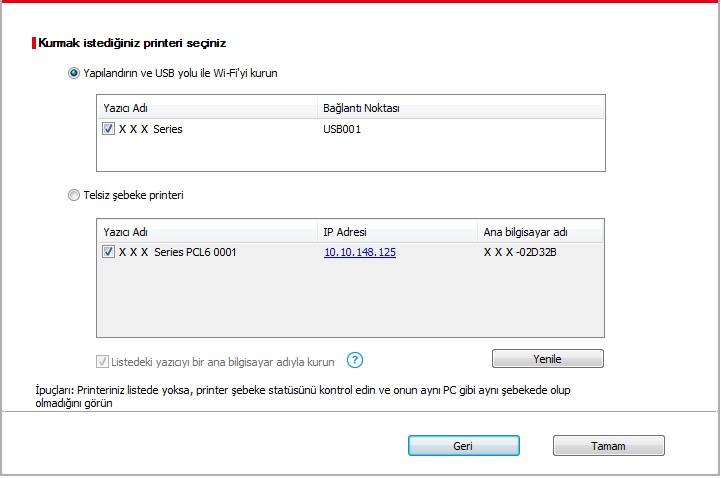 Kurmak istediğiniz printeri seçiniz
Yapılandırın ve USB yolu ile Wi-Fi'yi kurun
Yazıcı Adı Bağlantı Noktası
X X X Series USB001
Telsiz şebeke printeri
Yazıcı Adı IP Adresi Ana bilgisayar adı
X X X Series PCL6 0001 10.10.148.125 X X X -02D32B
Listedeki yazıcıyı bir ana bilgisayar adıyla kurun ? Yenile
İpuçları: Printeriniz listede yoksa, printer şebeke statüsünü kontrol edin ve onun aynı PC gibi aynı şebekede olup
olmadığını görün
Geri Tamam